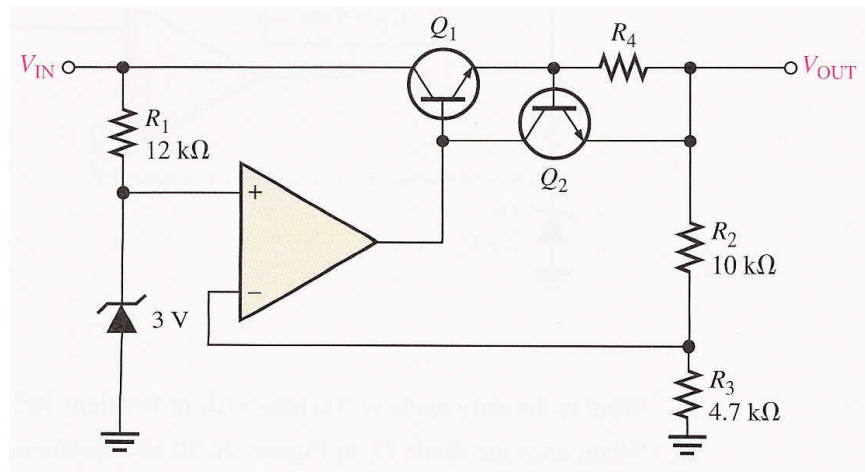 Q1
R4
VIN
VOUT
R1
12 kΩ
+
Q2
R2
10 kΩ
−
3 V
R3
4.7 kΩ